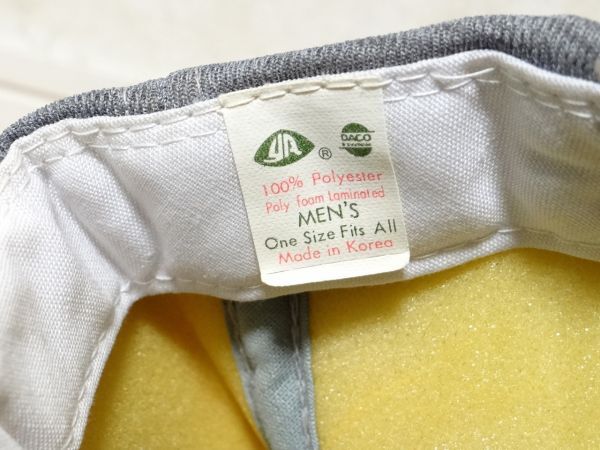 YA ® DACO
100% Polyester
Poly foam Laminated
MEN'S
One Size Fits All
Made in Korea